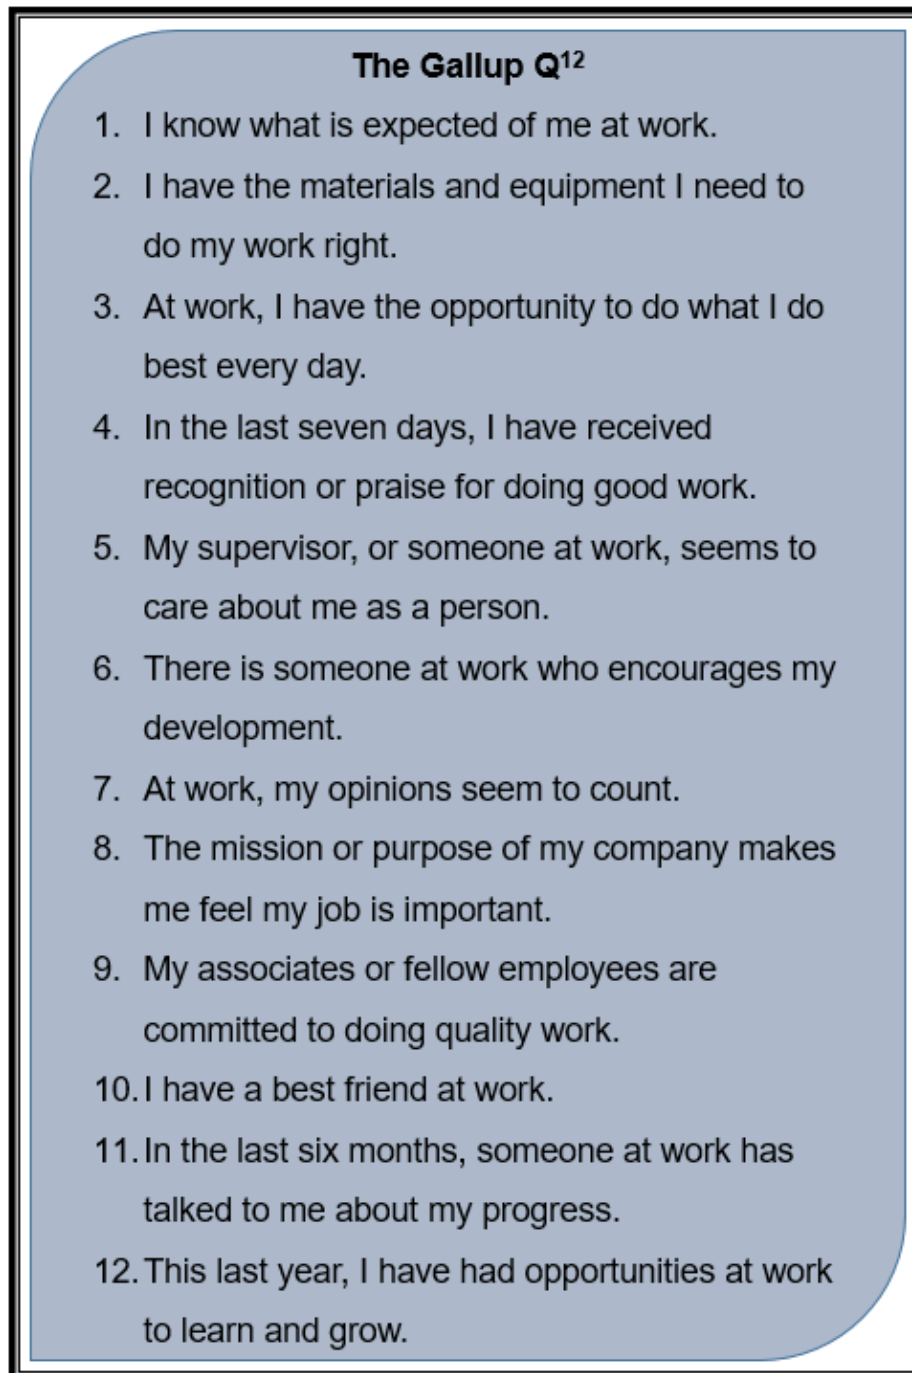 The Gallup Q¹²
1. I know what is expected of me at work.
2. I have the materials and equipment I need to
do my work right.
3. At work, I have the opportunity to do what I do
best every day.
4. In the last seven days, I have received
recognition or praise for doing good work.
5. My supervisor, or someone at work, seems to
care about me as a person.
6. There is someone at work who encourages my
development.
7. At work, my opinions seem to count.
8. The mission or purpose of my company makes
me feel my job is important.
9. My associates or fellow employees are
committed to doing quality work.
10. I have a best friend at work.
11. In the last six months, someone at work has
talked to me about my progress.
12. This last year, I have had opportunities at work
to learn and grow.